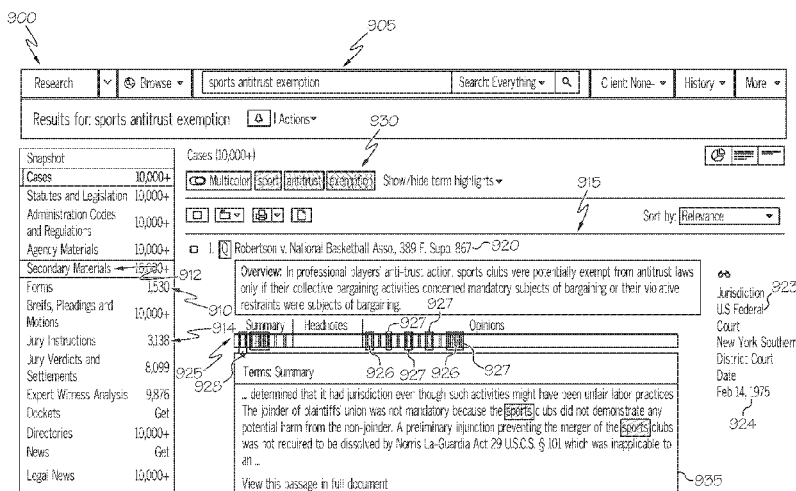 900
905
Research Browse sports antitrust exemption Search: Everything Client: None- History More
Results for: sports antitrust exemption Actions
930
Snapshot
Cases 10,000+
Statutes and Legislation 10,000+
Administration Codes
and Regulations 10,000+
Agency Materials 10,000+
Secondary Materials 10,000+
912
Forms 1,530
910
Breifs, Pleadings and
Motions 10,000+
914
Jury Instructions 3,138
Jury Verdicts and
Settlements 8,099
Expert Witness Analysis 9,876
Dockets Get
Directories 10,000+
News Get
Legal News 10,000+
Cases (10,000+)
Multicolor sport antitrust exemption Show/hide term highlights
915
Sort by: Relevance
1. Robertson v. National Basketball Asso., 389 F. Supp. 867 920
Overview: In professional players' anti-trust action, sports clubs were potentially exempt from antitrust laws
only if their collective bargaining activities concerned mandatory subjects of bargaining or their violative
restraints were subjects of bargaining.
927
927
Summary Headnotes Opinions
925
928
926 927 926 927
Terms: Summary
... determined that it had jurisdiction even though such activities might have been unfair labor practices
The joinder of plaintiffs' union was not mandatory because the sports clubs did not demonstrate any
potential harm from the non-joinder. A preliminary injunction preventing the merger of the sports clubs
was not required to be dissolved by Norris La-Guardia Act 29 U.S.C.S. § 101 which was inapplicable to
an ...
View this passage in full document
935
Jurisdiction 923
U.S Federal
Court
New York Southern
District Court
Date
Feb 14, 1975
924